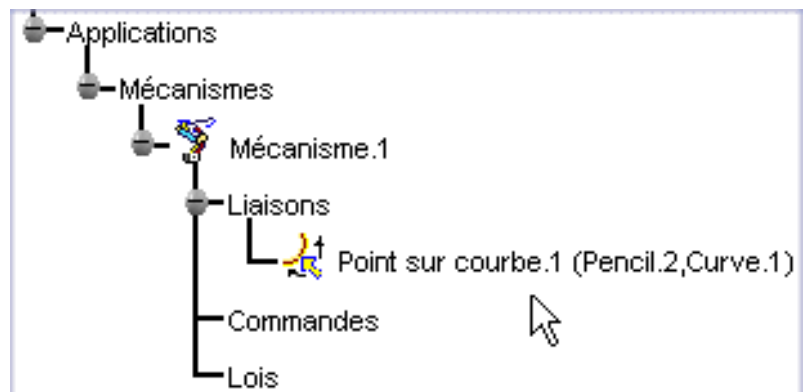 Applications
Mécanismes
Mécanisme.1
Liaisons
Point sur courbe.1 (Pencil.2,Curve.1)
Commandes
Lois